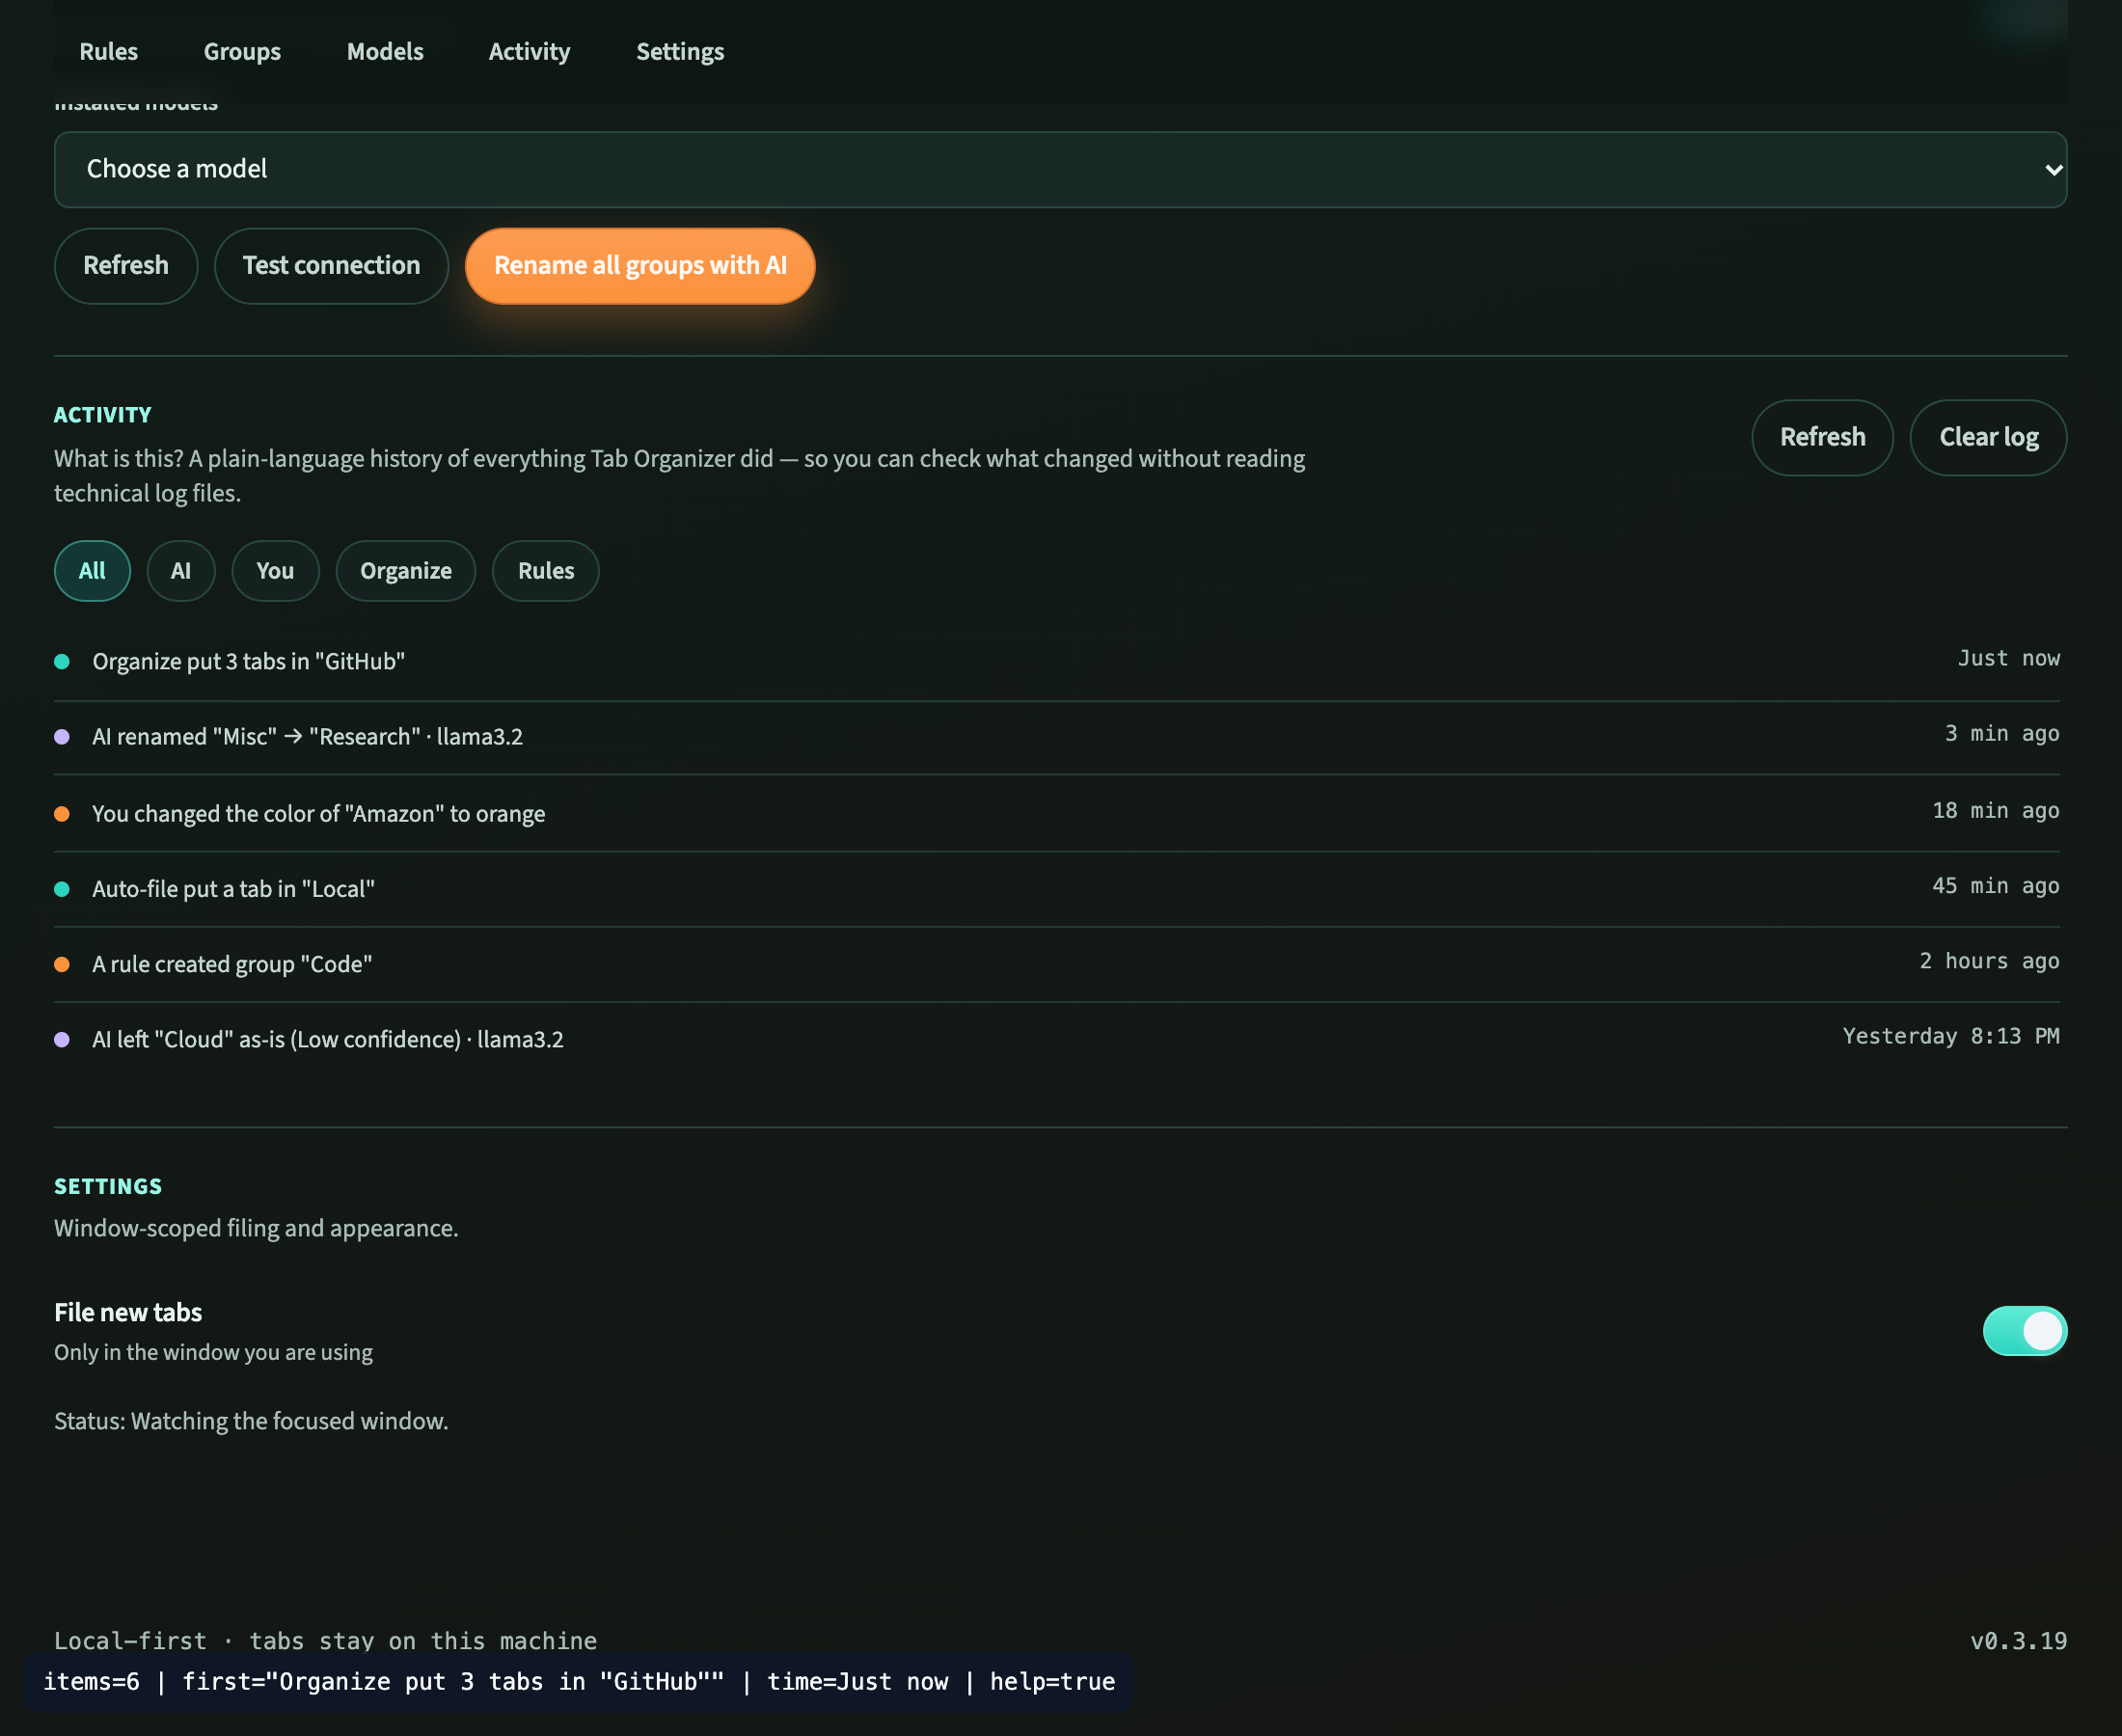 Rules Groups Models Activity Settings
Installed models
Choose a model
Refresh Test connection Rename all groups with AI
ACTIVITY
Refresh Clear log
What is this? A plain-language history of everything Tab Organizer did — so you can check what changed without reading
technical log files.
All AI You Organize Rules
Organize put 3 tabs in "GitHub" Just now
AI renamed "Misc" → "Research" · llama3.2 3 min ago
You changed the color of "Amazon" to orange 18 min ago
Auto-file put a tab in "Local" 45 min ago
A rule created group "Code" 2 hours ago
AI left "Cloud" as-is (Low confidence) · llama3.2 Yesterday 8:13 PM
SETTINGS
Window-scoped filing and appearance.
File new tabs
Only in the window you are using
Status: Watching the focused window.
Local-first · tabs stay on this machine v0.3.19
items=6 | first="Organize put 3 tabs in "GitHub"" | time=Just now | help=true